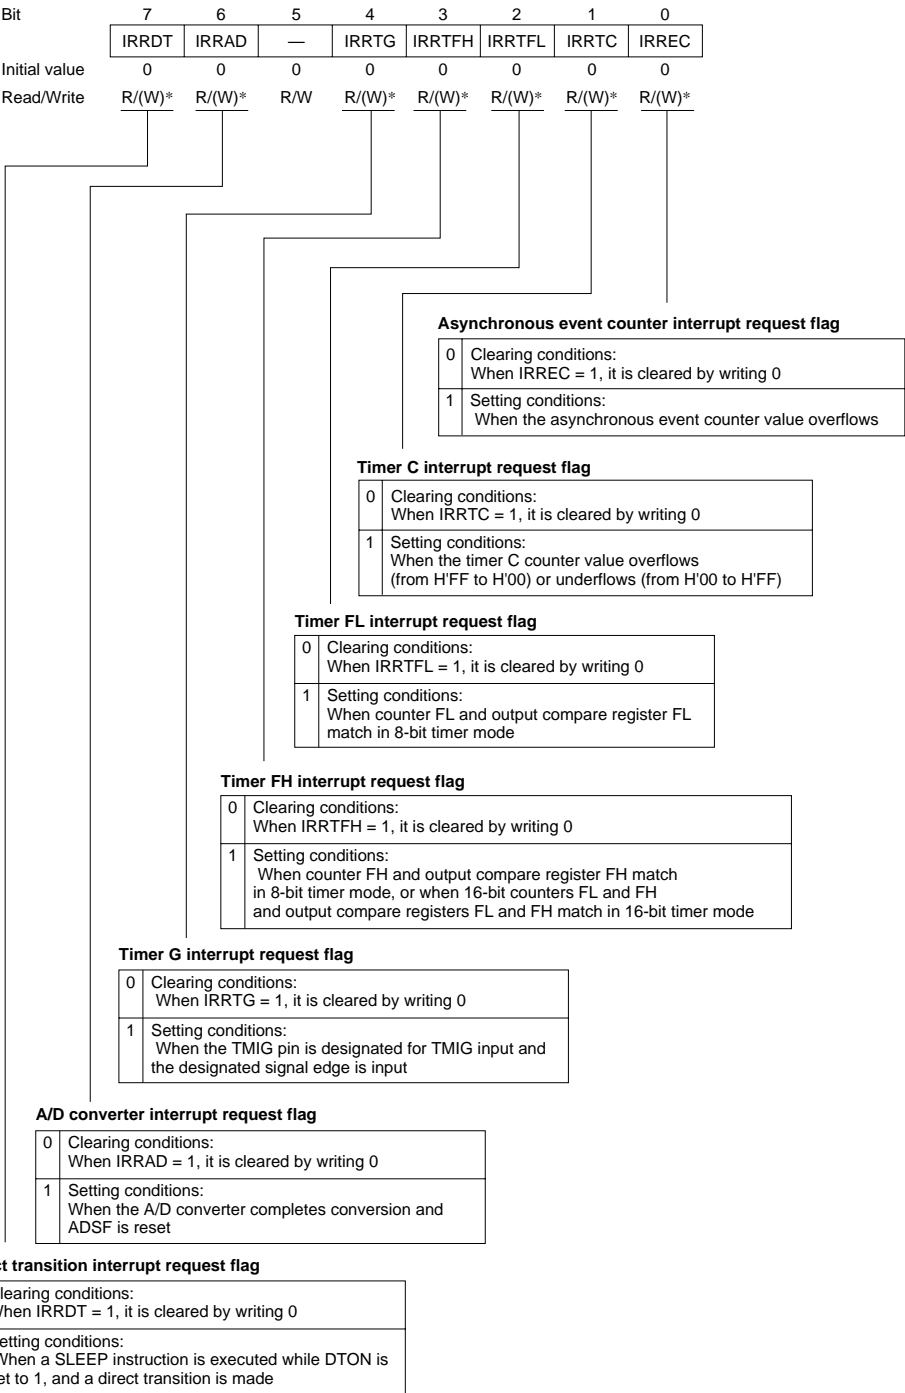 Bit 7 6 5 4 3 2 1 0
IRRDT IRRAD — IRRTG IRRTFH IRRTFL IRRTC IRREC
Initial value 0 0 0 0 0 0 0 0
Read/Write R/(W)* R/(W)* R/W R/(W)* R/(W)* R/(W)* R/(W)* R/(W)*
Asynchronous event counter interrupt request flag
0 Clearing conditions:
When IRREC = 1, it is cleared by writing 0
1 Setting conditions:
When the asynchronous event counter value overflows
Timer C interrupt request flag
0 Clearing conditions:
When IRRTC = 1, it is cleared by writing 0
1 Setting conditions:
When the timer C counter value overflows
(from H'FF to H'00) or underflows (from H'00 to H'FF)
Timer FL interrupt request flag
0 Clearing conditions:
When IRRTFL = 1, it is cleared by writing 0
1 Setting conditions:
When counter FL and output compare register FL
match in 8-bit timer mode
Timer FH interrupt request flag
0 Clearing conditions:
When IRRTFH = 1, it is cleared by writing 0
1 Setting conditions:
When counter FH and output compare register FH match
in 8-bit timer mode, or when 16-bit counters FL and FH
and output compare registers FL and FH match in 16-bit timer mode
Timer G interrupt request flag
0 Clearing conditions:
When IRRTG = 1, it is cleared by writing 0
1 Setting conditions:
When the TMIG pin is designated for TMIG input and
the designated signal edge is input
A/D converter interrupt request flag
0 Clearing conditions:
When IRRAD = 1, it is cleared by writing 0
1 Setting conditions:
When the A/D converter completes conversion and
ADSF is reset
transition interrupt request flag
conditions:
When IRRDT = 1, it is cleared by writing 0
conditions:
When a SLEEP instruction is executed while DTON is
to 1, and a direct transition is made